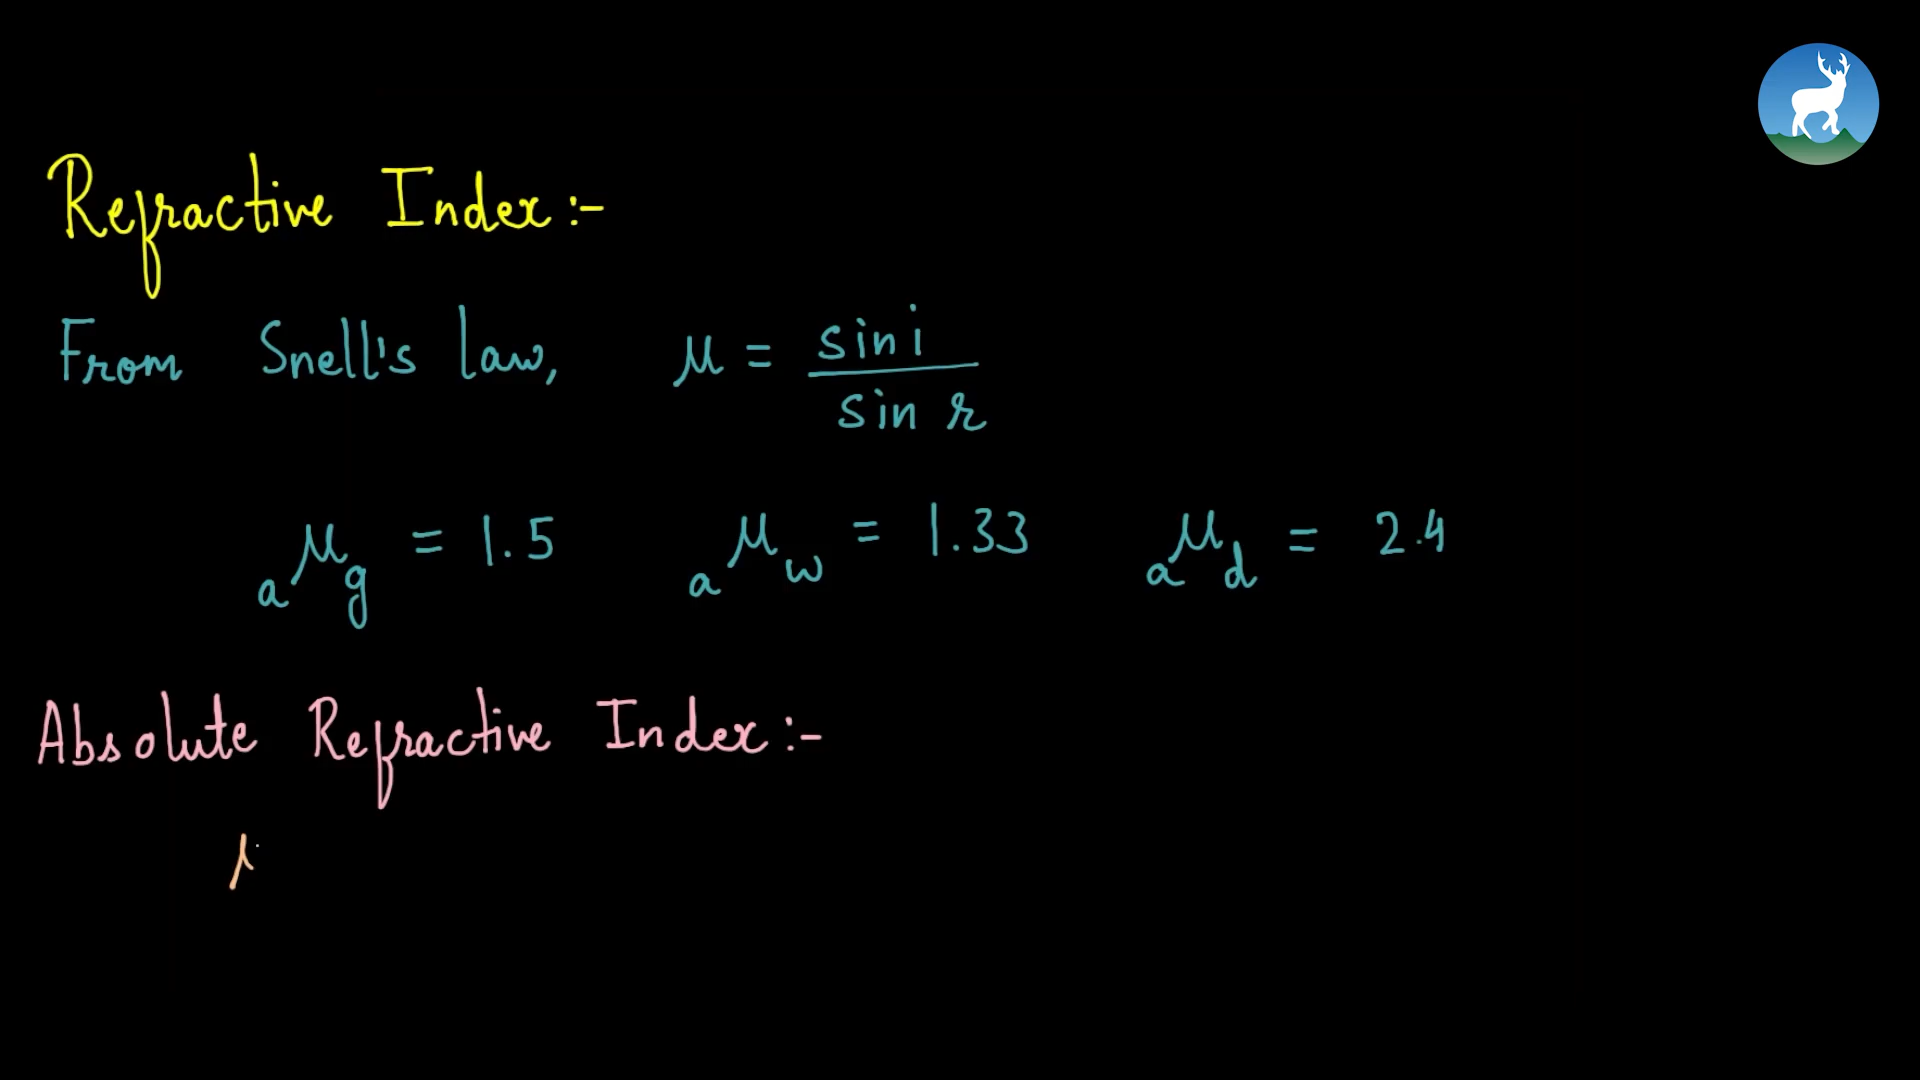 Refractive Index:-
From Snell's law, μ = sin i / sin r
aμg = 1.5 aμw = 1.33 aμd = 2.4
Absolute Refractive Index:-